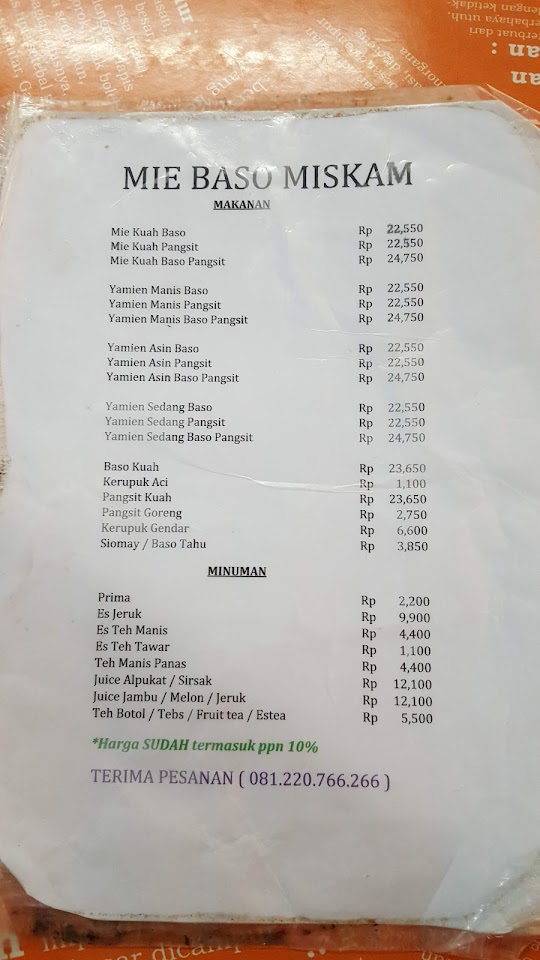 MIE BASO MISKAM
MAKANAN
Mie Kuah Baso Rp 22,550
Mie Kuah Pangsit Rp 22,550
Mie Kuah Baso Pangsit Rp 24,750
Yamien Manis Baso Rp 22,550
Yamien Manis Pangsit Rp 22,550
Yamien Manis Baso Pangsit Rp 24,750
Yamien Asin Baso Rp 22,550
Yamien Asin Pangsit Rp 22,550
Yamien Asin Baso Pangsit Rp 24,750
Yamien Sedang Baso Rp 22,550
Yamien Sedang Pangsit Rp 22,550
Yamien Sedang Baso Pangsit Rp 24,750
Baso Kuah Rp 23,650
Kerupuk Aci Rp 1,100
Pangsit Kuah Rp 23,650
Pangsit Goreng Rp 2,750
Kerupuk Gendar Rp 6,600
Siomay / Baso Tahu Rp 3,850
MINUMAN
Prima Rp 2,200
Es Jeruk Rp 9,900
Es Teh Manis Rp 4,400
Es Teh Tawar Rp 1,100
Teh Manis Panas Rp 4,400
Juice Alpukat / Sirsak Rp 12,100
Juice Jambu / Melon / Jeruk Rp 12,100
Teh Botol / Tebs / Fruit tea / Estea Rp 5,500
*Harga SUDAH termasuk ppn 10%
TERIMA PESANAN ( 081.220.766.266 )